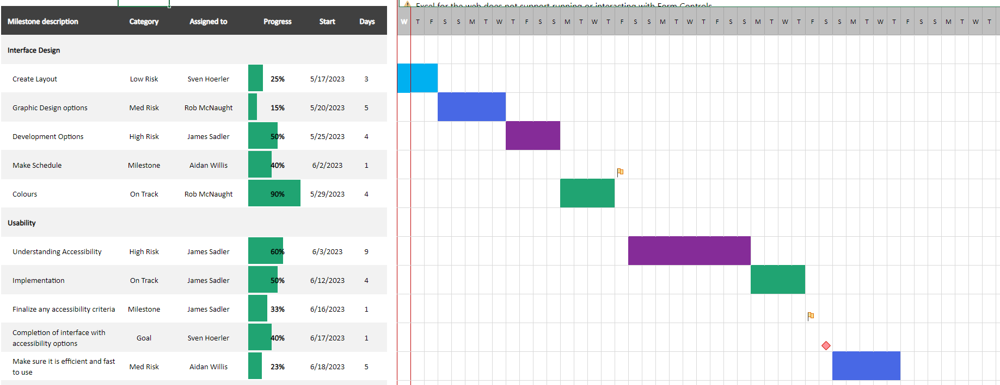 Excel for the web does not support running or interacting with Form Controls
Milestone description Category Assigned to Progress Start Days W T F S S M T W T F S S M T W T F S S M T W T F S S M T W T F S S M T W T F S S M T W T
Interface Design
Create Layout Low Risk Sven Hoerler 25% 5/17/2023 3
Graphic Design options Med Risk Rob McNaught 15% 5/20/2023 5
Development Options High Risk James Sadler 50% 5/25/2023 4
Make Schedule Milestone Aidan Willis 40% 6/2/2023 1
Colours On Track Rob McNaught 90% 5/29/2023 4
Usability
Understanding Accessibility High Risk James Sadler 60% 6/3/2023 9
Implementation On Track James Sadler 50% 6/12/2023 4
Finalize any accessibility criteria Milestone James Sadler 33% 6/16/2023 1
Completion of interface with
accessibility options Goal Sven Hoerler 40% 6/17/2023 1
Make sure it is efficient and fast
to use Med Risk Aidan Willis 23% 6/18/2023 5